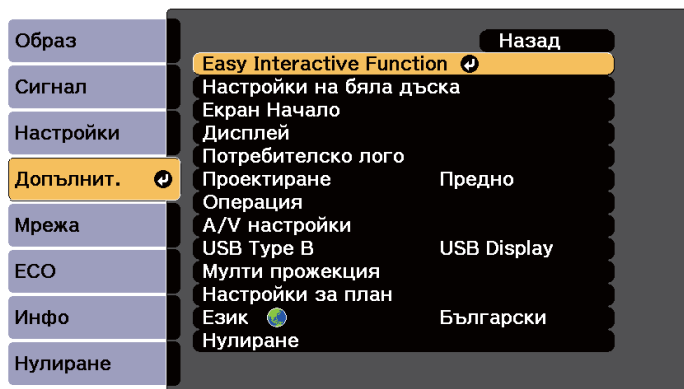 Образ
Сигнал
Настройки
Допълнит.
Мрежа
ECO
Инфо
Нулиране
Назад
Easy Interactive Function
Настройки на бяла дъска
Екран Начало
Дисплей
Потребителско лого
Проектиране Предно
Операция
A/V настройки
USB Type B USB Display
Мулти прожекция
Настройки за план
Език Български
Нулиране